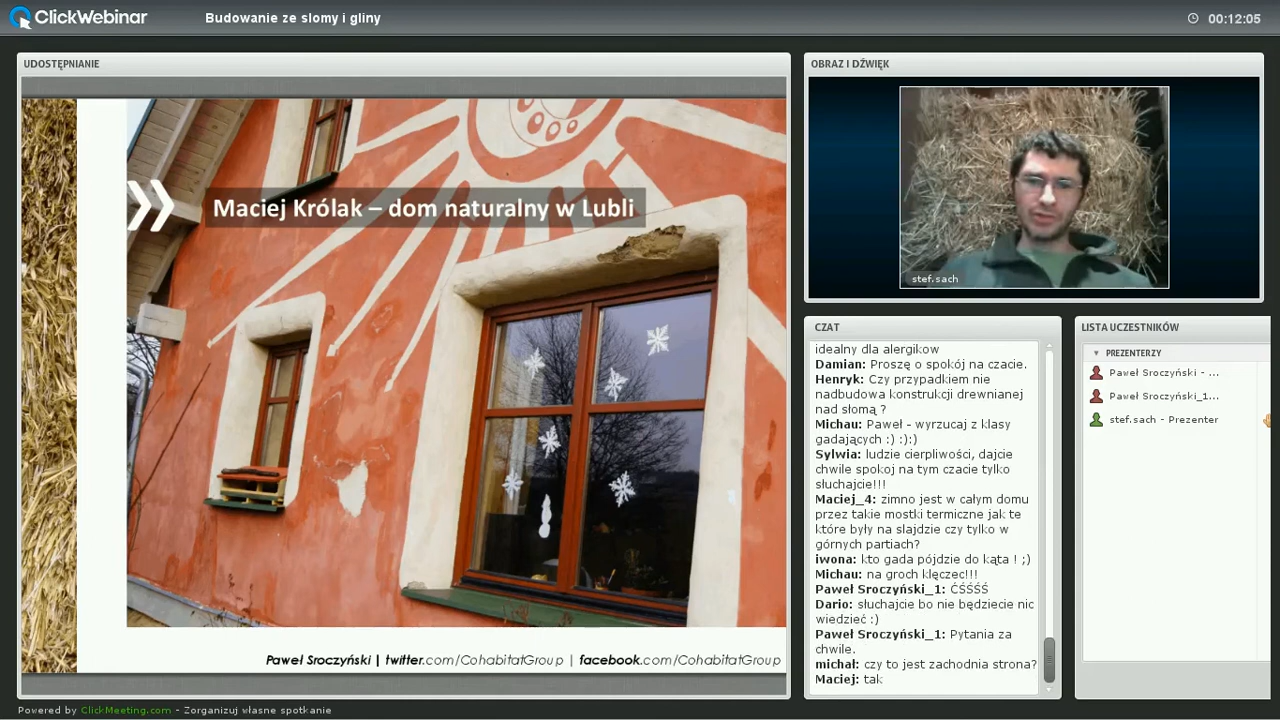 ClickWebinar
Budowanie ze slomy i gliny
00:12:05
UDOSTĘPNIANIE
Maciej Królak – dom naturalny w Lubli
Paweł Sroczyński | twitter.com/CohabitatGroup | facebook.com/CohabitatGroup
OBRAZ I DŹWIĘK
stef.sach
CZAT
idealny dla alergikow
Damian: Proszę o spokój na czacie.
Henryk: Czy przypadkiem nie
nadbudowa konstrukcji drewnianej
nad słomą ?
Michau: Paweł - wyrzucaj z klasy
gadających :) :):)
Sylwia: ludzie cierpliwości, dajcie
chwile spokoj na tym czacie tylko
słuchajcie!!!
Maciej_4: zimno jest w całym domu
przez takie mostki termiczne jak te
które były na slajdzie czy tylko w
górnych partiach?
iwona: kto gada pójdzie do kąta ! ;)
Michau: na groch klęczec!!!
Paweł Sroczyński_1: ĆŚŚŚŚ
Dario: słuchajcie bo nie będziecie nic
wiedzieć :)
Paweł Sroczyński_1: Pytania za
chwile.
michał: czy to jest zachodnia strona?
Maciej: tak
LISTA UCZESTNIKÓW
PREZENTERZY
Paweł Sroczyński - ...
Paweł Sroczyński_1...
stef.sach - Prezenter
Powered by ClickMeeting.com - Zorganizuj własne spotkanie